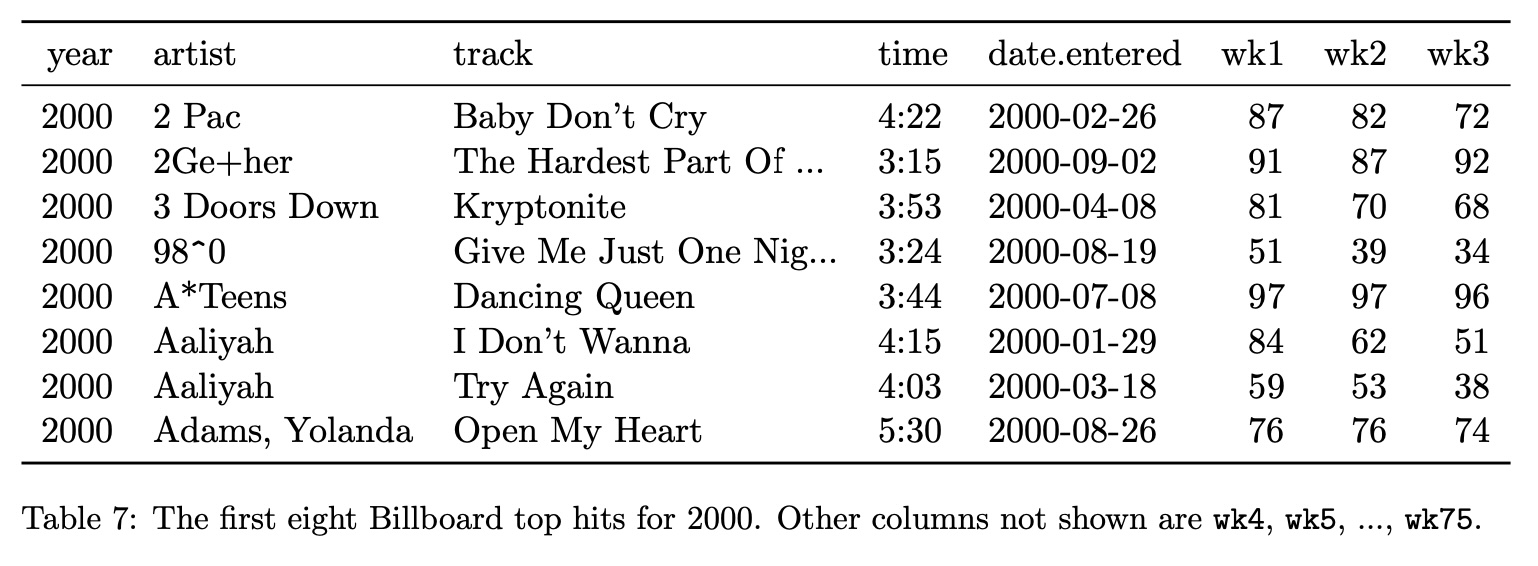 year artist track time date.entered wk1 wk2 wk3
2000 2 Pac Baby Don’t Cry 4:22 2000-02-26 87 82 72
2000 2Ge+her The Hardest Part Of ... 3:15 2000-09-02 91 87 92
2000 3 Doors Down Kryptonite 3:53 2000-04-08 81 70 68
2000 98^0 Give Me Just One Nig... 3:24 2000-08-19 51 39 34
2000 A*Teens Dancing Queen 3:44 2000-07-08 97 97 96
2000 Aaliyah I Don’t Wanna 4:15 2000-01-29 84 62 51
2000 Aaliyah Try Again 4:03 2000-03-18 59 53 38
2000 Adams, Yolanda Open My Heart 5:30 2000-08-26 76 76 74
Table 7: The first eight Billboard top hits for 2000. Other columns not shown are wk4, wk5, ..., wk75.